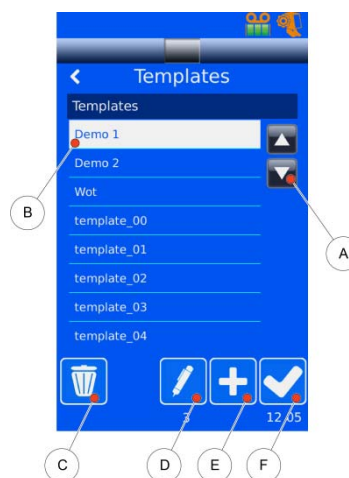 Templates
Templates
Demo 1
Demo 2
Wot
template_00
template_01
template_02
template_03
template_04
3
12:05
A
B
C
D
E
F